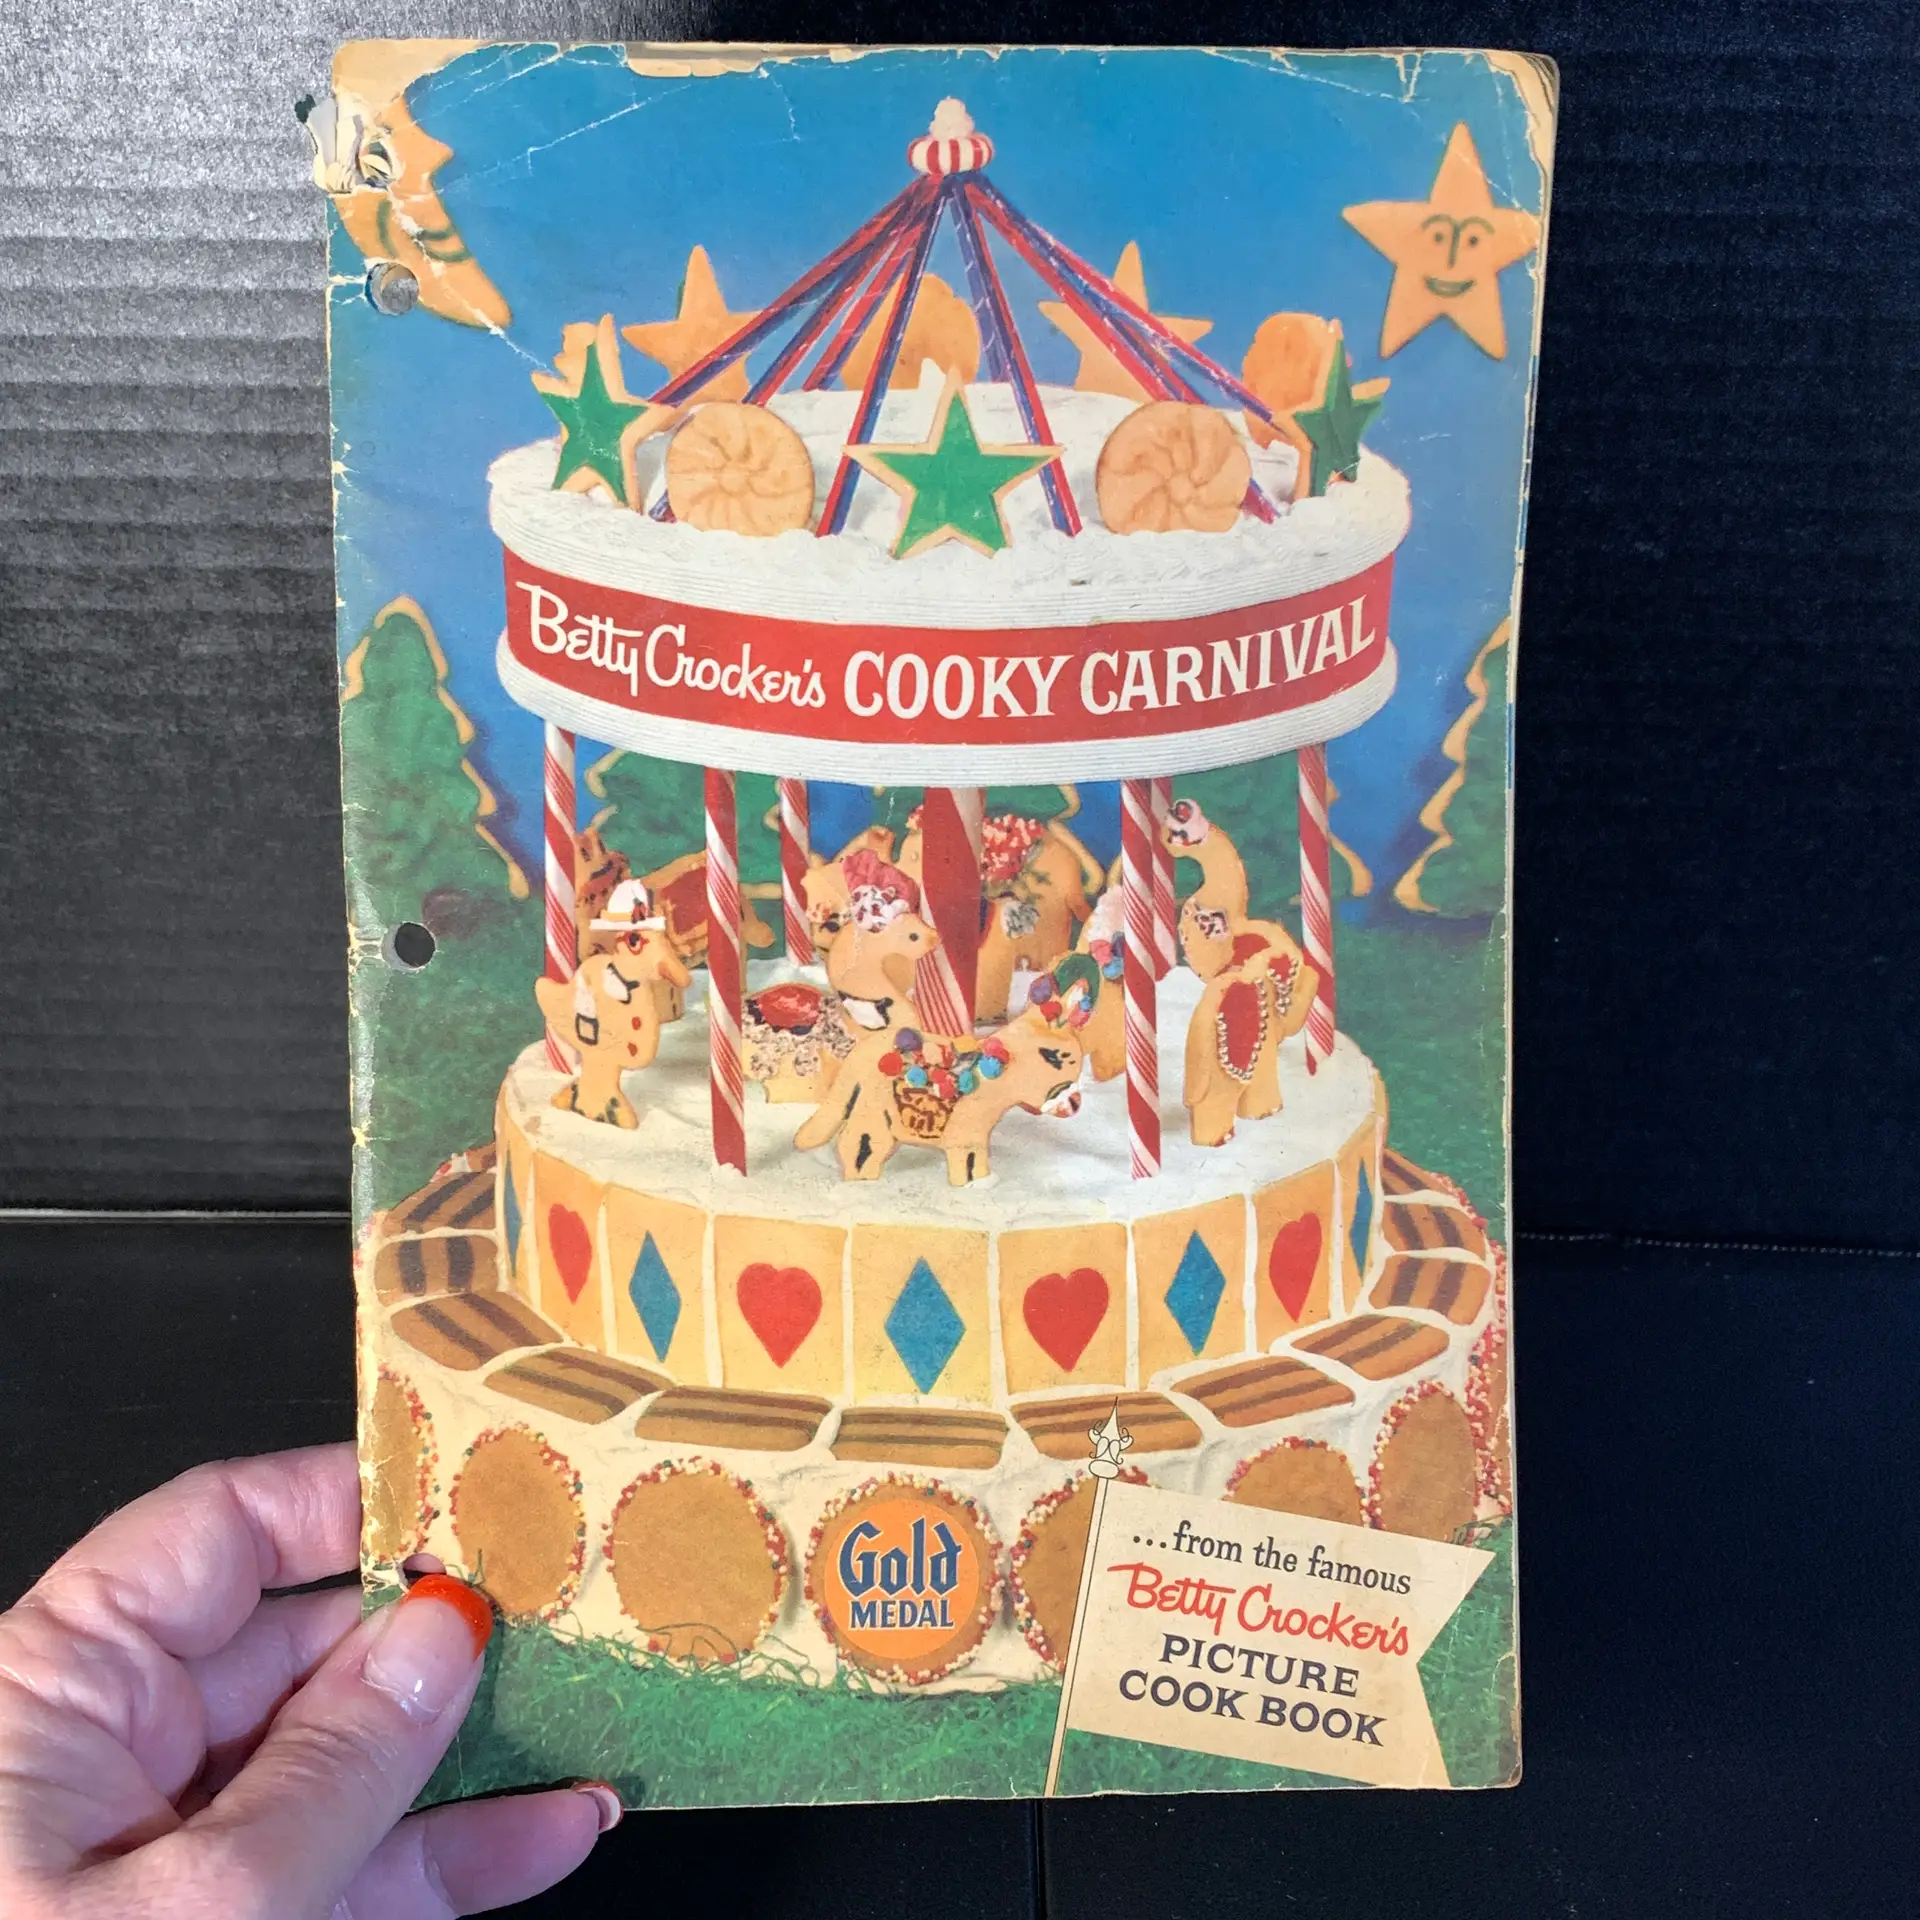 Betty Crocker's COOKY CARNIVAL
Gold
MEDAL
...from the famous
Betty Crocker's
PICTURE
COOK BOOK